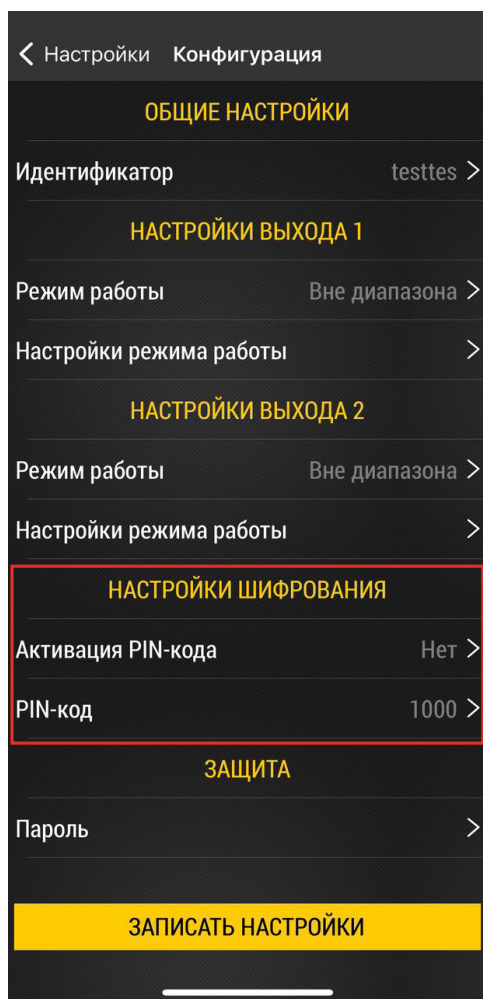 Настройки Конфигурация
ОБЩИЕ НАСТРОЙКИ
Идентификатор testtes
НАСТРОЙКИ ВЫХОДА 1
Режим работы Вне диапазона
Настройки режима работы
НАСТРОЙКИ ВЫХОДА 2
Режим работы Вне диапазона
Настройки режима работы
НАСТРОЙКИ ШИФРОВАНИЯ
Активация PIN-кода Нет
PIN-код 1000
ЗАЩИТА
Пароль
ЗАПИСАТЬ НАСТРОЙКИ